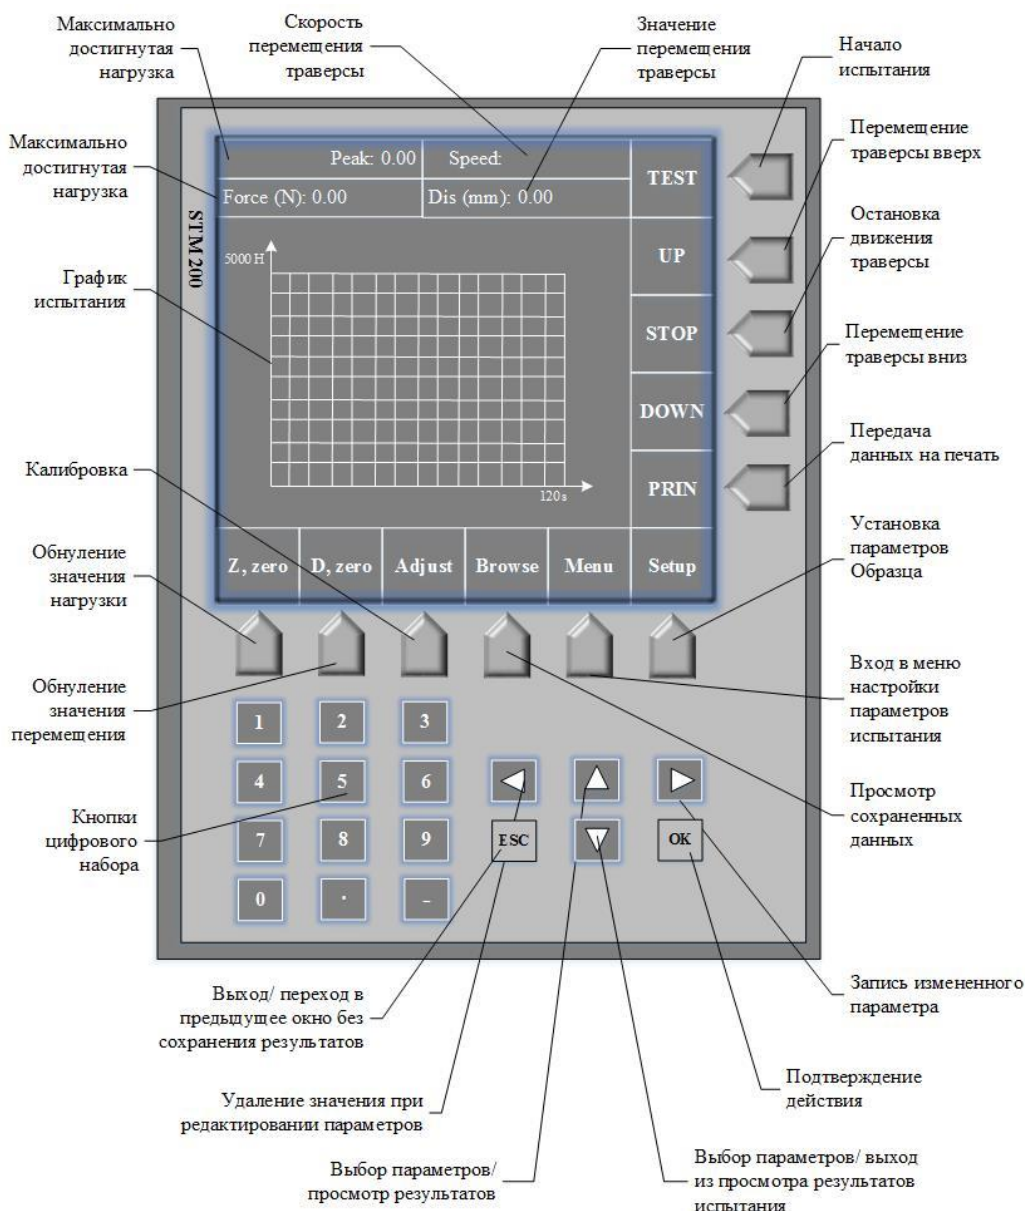 Максимально
достигнутая
нагрузка
Скорость
перемещения
траверсы
Значение
перемещения
траверсы
Начало
испытания
Максимально
достигнутая
нагрузка
Перемещение
траверсы вверх
Остановка
движения
траверсы
График
испытания
Перемещение
траверсы вниз
Калибровка
Передача
данных на печать
Обнуление
значения
нагрузки
Установка
параметров
Образца
Обнуление
значения
перемещения
Вход в меню
настройки
параметров
испытания
Кнопки
цифрового
набора
Просмотр
сохраненных
данных
STM 200
Peak: 0.00
Speed:
Force (N): 0.00
Dis (mm): 0.00
5000 Н
120 s
TEST
UP
STOP
DOWN
PRIN
Z, zero
D, zero
Adjust
Browse
Menu
Setup
1
2
3
4
5
6
7
8
9
0
.
-
ESC
OK
Выход/ переход в
предыдущее окно без
сохранения результатов
Запись измененного
параметра
Удаление значения при
редактировании параметров
Подтверждение
действия
Выбор параметров/
просмотр результатов
Выбор параметров/ выход
из просмотра результатов
испытания